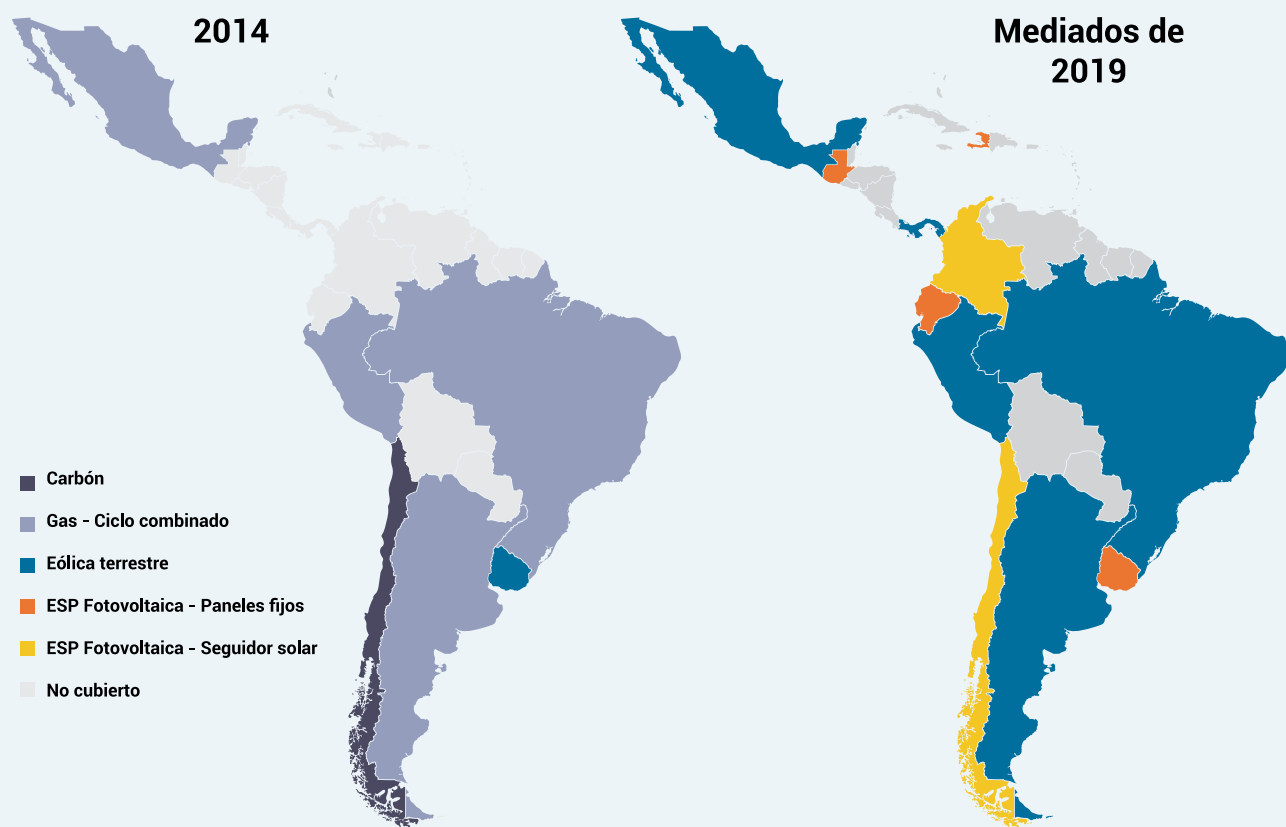 2014
Mediados de
2019
Carbón
Gas - Ciclo combinado
Eólica terrestre
ESP Fotovoltaica - Paneles fijos
ESP Fotovoltaica - Seguidor solar
No cubierto